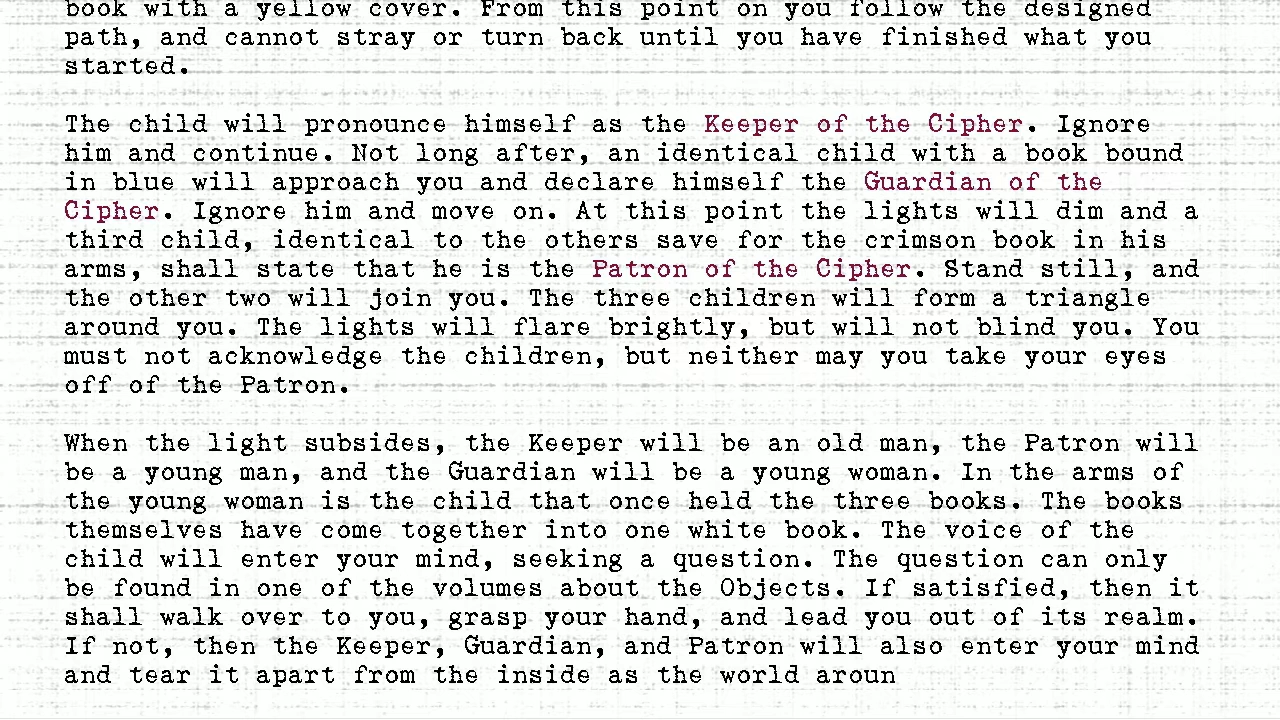 book with a yellow cover. From this point on you follow the designed
path, and cannot stray or turn back until you have finished what you
started.
The child will pronounce himself as the Keeper of the Cipher. Ignore
him and continue. Not long after, an identical child with a book bound
in blue will approach you and declare himself the Guardian of the
Cipher. Ignore him and move on. At this point the lights will dim and a
third child, identical to the others save for the crimson book in his
arms, shall state that he is the Patron of the Cipher. Stand still, and
the other two will join you. The three children will form a triangle
around you. The lights will flare brightly, but will not blind you. You
must not acknowledge the children, but neither may you take your eyes
off of the Patron.
When the light subsides, the Keeper will be an old man, the Patron will
be a young man, and the Guardian will be a young woman. In the arms of
the young woman is the child that once held the three books. The books
themselves have come together into one white book. The voice of the
child will enter your mind, seeking a question. The question can only
be found in one of the volumes about the Objects. If satisfied, then it
shall walk over to you, grasp your hand, and lead you out of its realm.
If not, then the Keeper, Guardian, and Patron will also enter your mind
and tear it apart from the inside as the world aroun